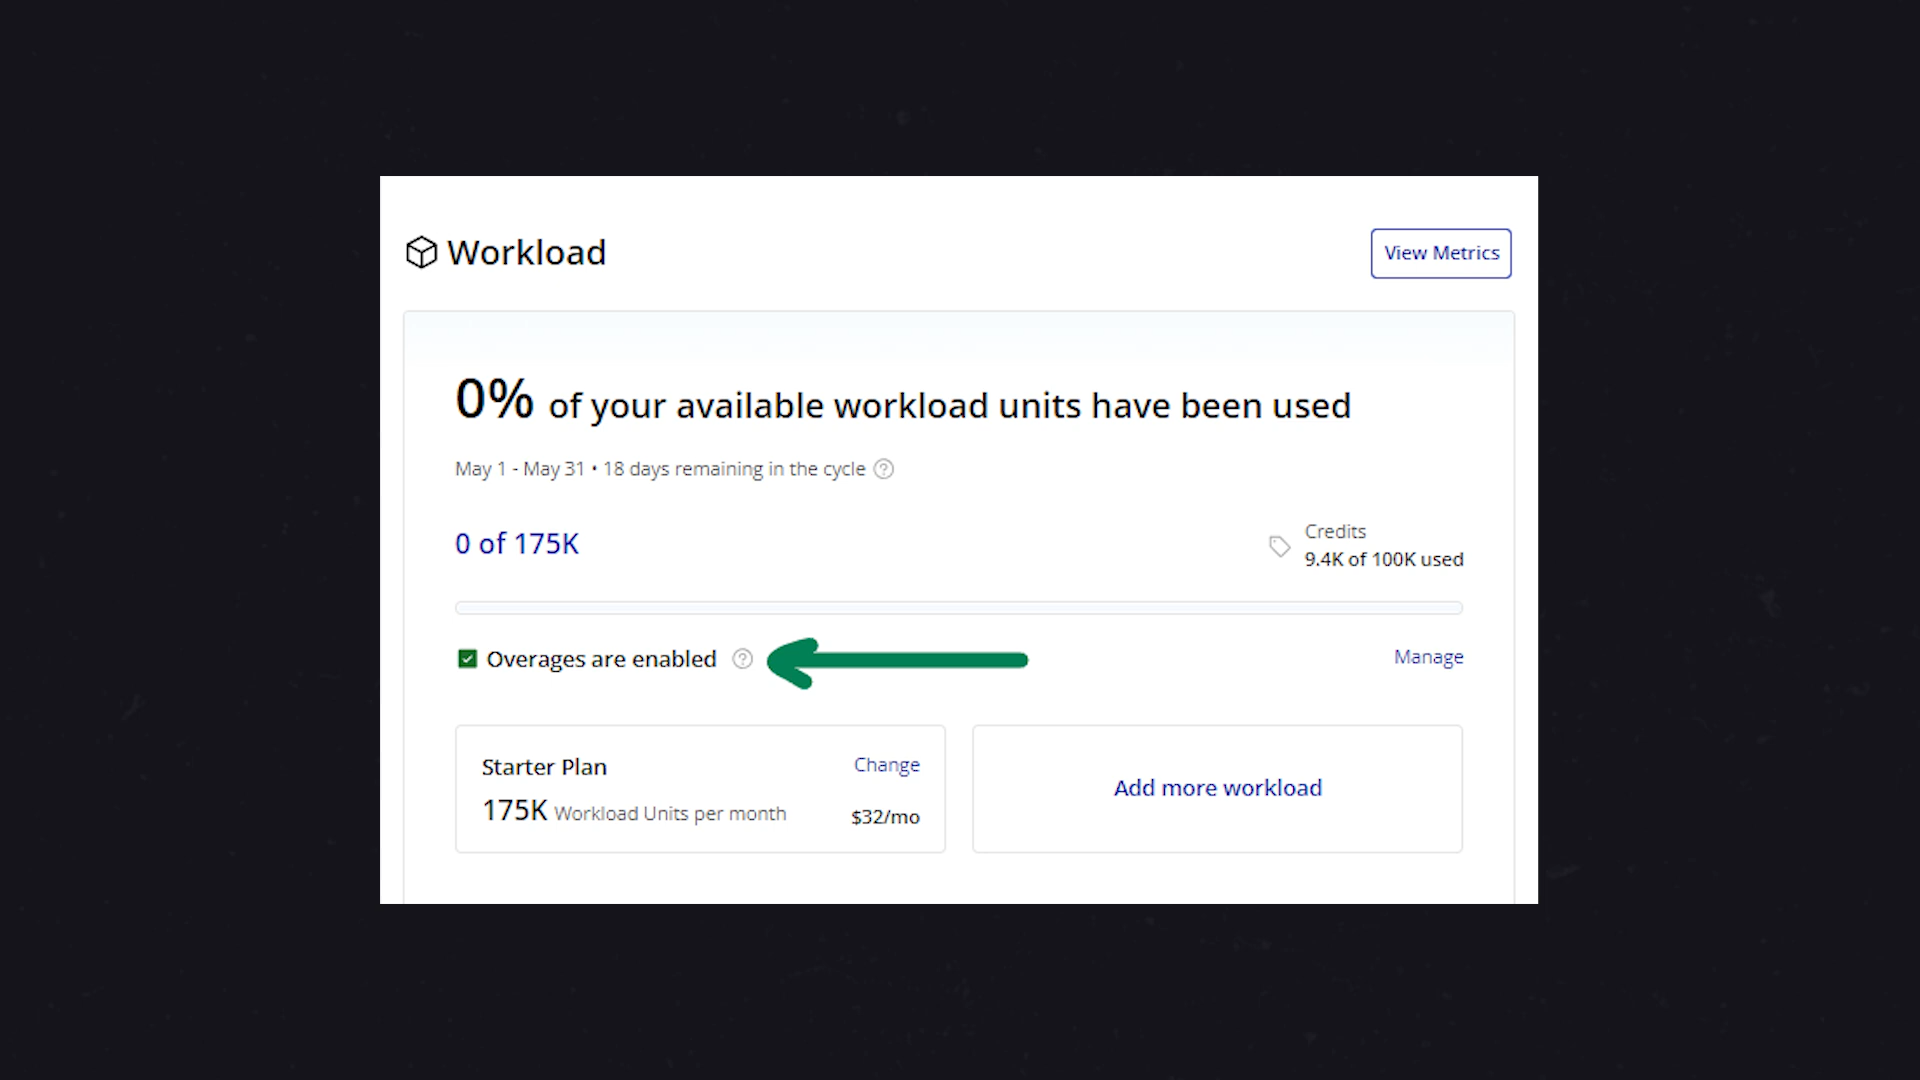 Workload
View Metrics
0% of your available workload units have been used
May 1 - May 31 • 18 days remaining in the cycle ?
0 of 175K
Credits
9.4K of 100K used
Overages are enabled ?
Manage
Starter Plan
Change
175K Workload Units per month
$32/mo
Add more workload